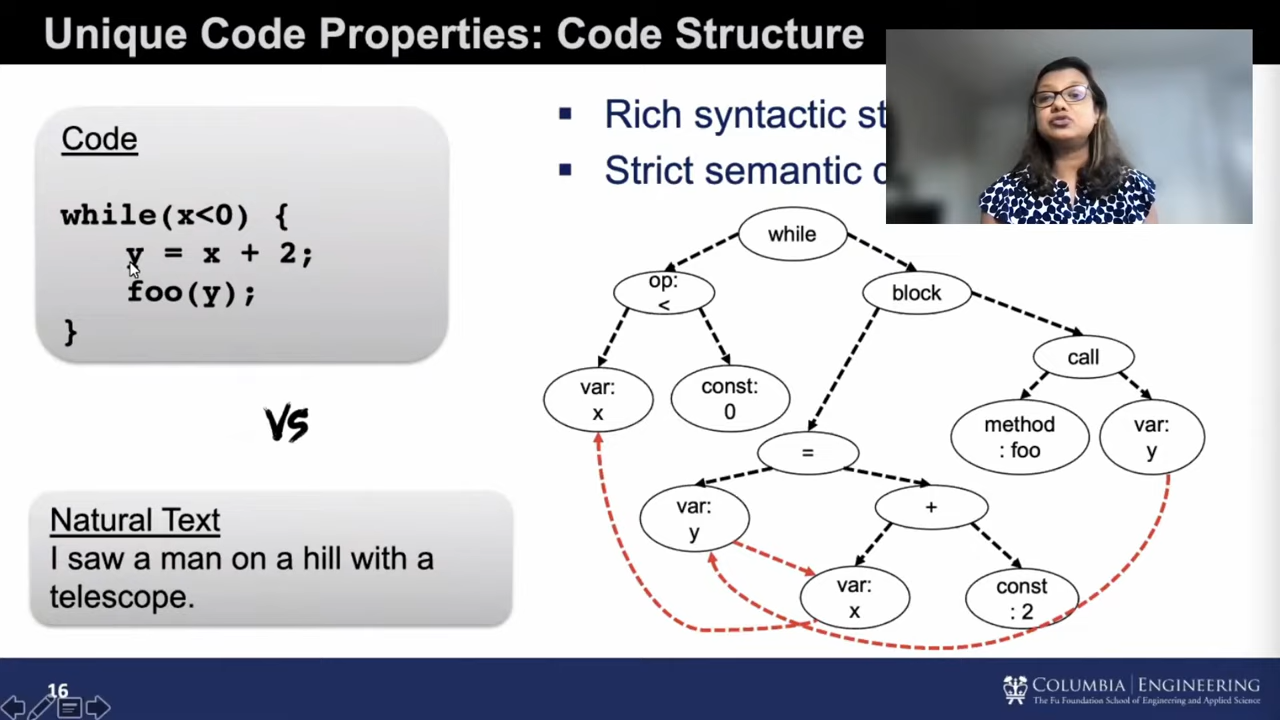 Unique Code Properties: Code Structure
Code
while(x<0) {
y = x + 2;
foo(y);
}
vs
Natural Text
I saw a man on a hill with a
telescope.
▪ Rich syntactic
▪ Strict semantic
while
op:
<
block
var:
x
const:
0
call
method
: foo
var:
y
=
var:
y
+
var:
x
const
: 2
16
COLUMBIA | ENGINEERING
The Fu Foundation School of Engineering and Applied Science